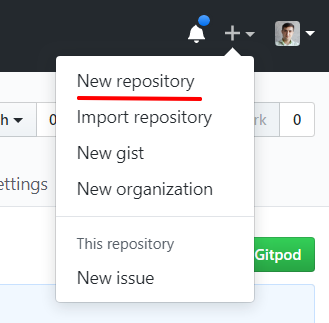 New repository
Import repository
New gist
New organization
This repository
New issue
h
0
rk
0
ettings
Gitpod